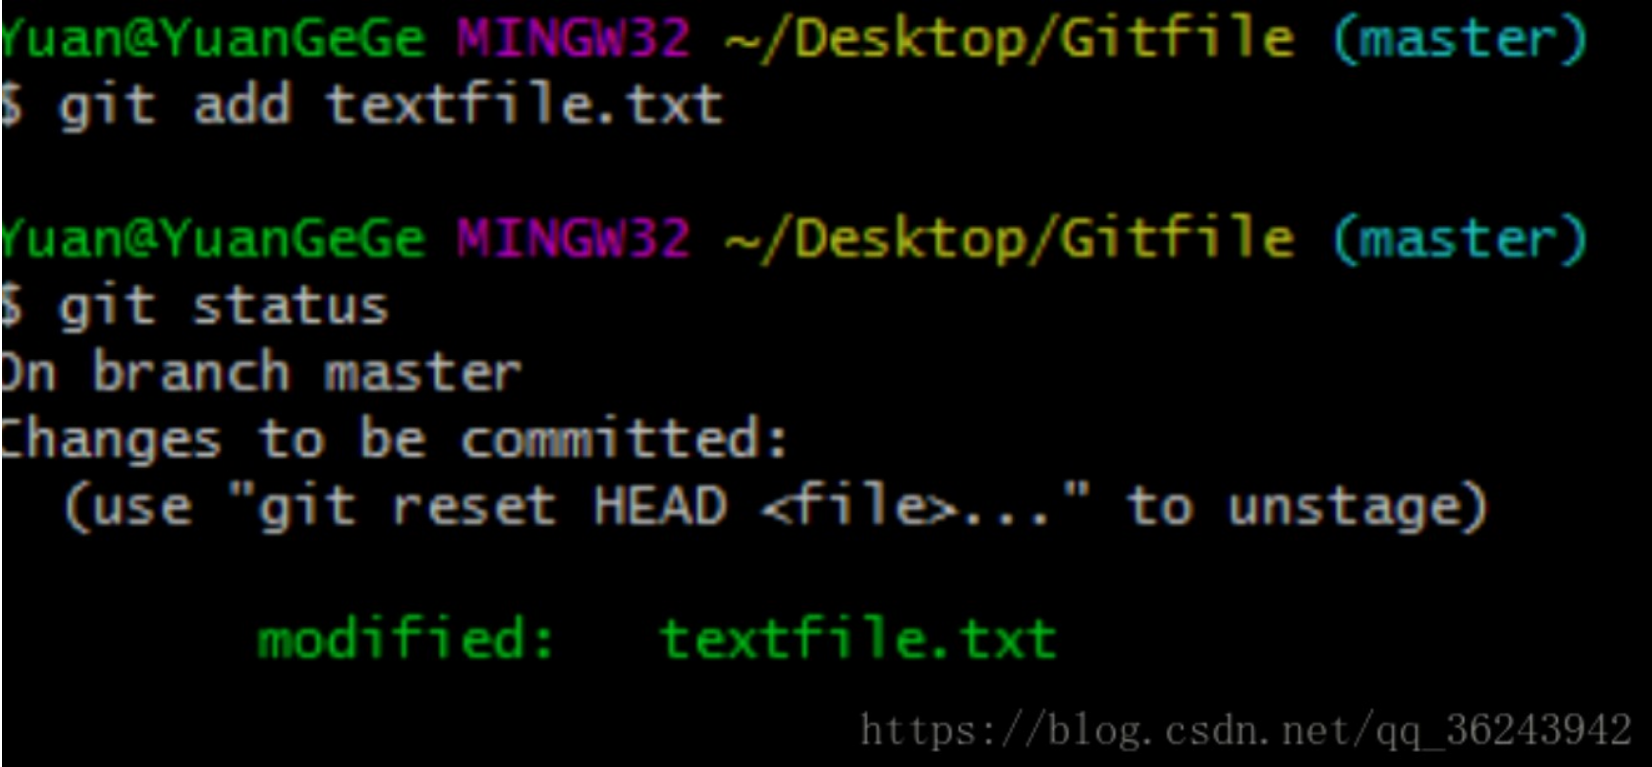 Yuan@YuanGeGe MINGW32 ~/Desktop/Gitfile (master)
$ git add textfile.txt
Yuan@YuanGeGe MINGW32 ~/Desktop/Gitfile (master)
$ git status
On branch master
Changes to be committed:
(use "git reset HEAD <file>..." to unstage)
modified: textfile.txt
https://blog.csdn.net/qq_36243942